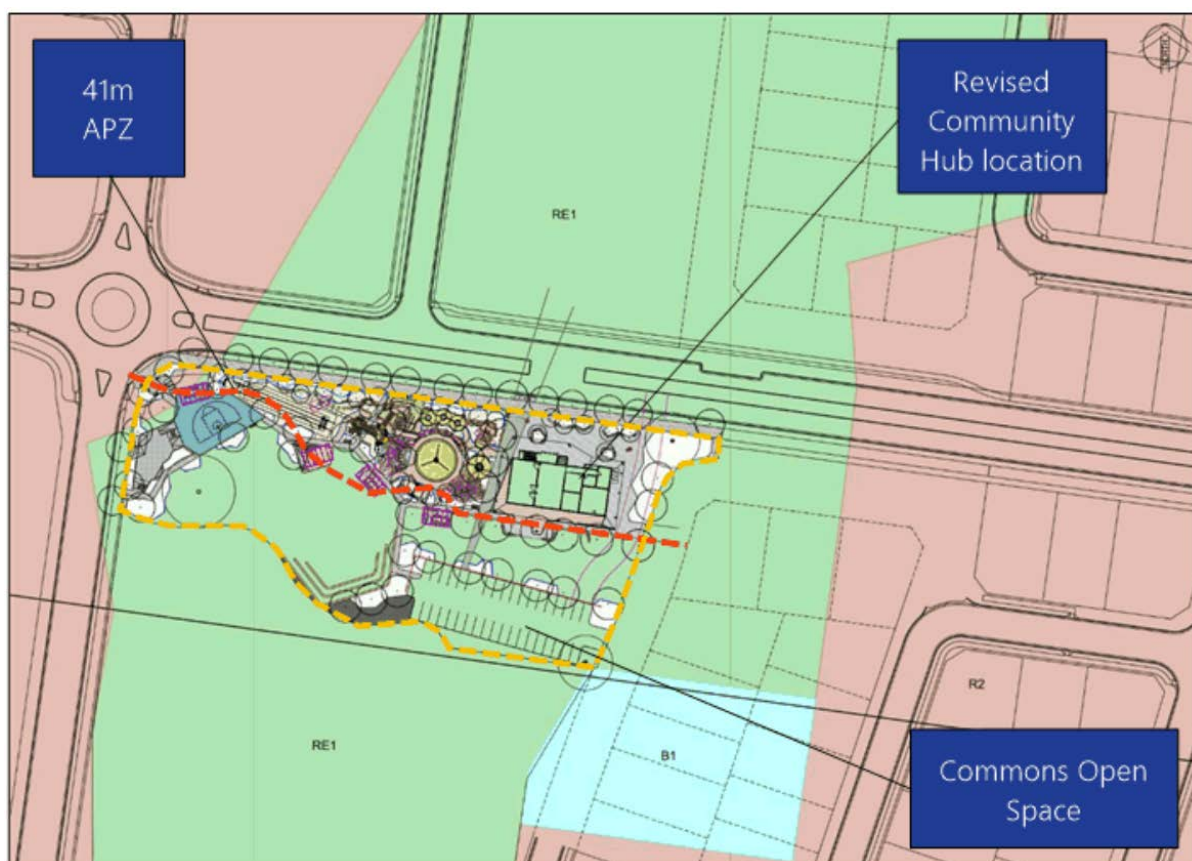 41m
APZ
Revised
Community
Hub location
RE1
RE1
R2
B1
Commons Open
Space